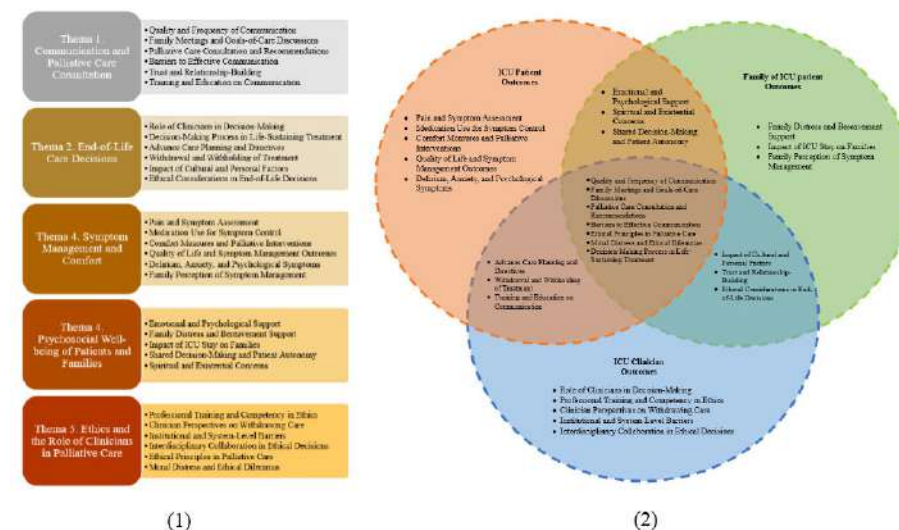 Thema 1.
Communication and
Palliative Care
Consultation
• Quality and Frequency of Communication
• Family Meetings and Goals-of-Care Discussions
• Palliative Care Consultation and Recommendations
• Barriers to Effective Communication
• Trust and Relationship-Building
• Training and Education on Communication
Thema 2. End-of-Life
Care Decisions
• Role of Clinicians in Decision-Making
• Decision-Making Process in Life-Sustaining Treatment
• Advance Care Planning and Directives
• Withdrawal and Withholding of Treatment
• Impact of Cultural and Personal Factors
• Ethical Considerations in End-of-Life Decisions
Thema 4. Symptom
Management and
Comfort
• Pain and Symptom Assessment
• Medication Use for Symptom Control
• Comfort Measures and Palliative Interventions
• Quality of Life and Symptom Management Outcomes
• Delirium, Anxiety, and Psychological Symptoms
• Family Perception of Symptom Management
Thema 4.
Psychosocial Well-
being of Patients and
Families
• Emotional and Psychological Support
• Family Distress and Bereavement Support
• Impact of ICU Stay on Families
• Shared Decision-Making and Patient Autonomy
• Spiritual and Existential Concerns
Thema 5. Ethics and
the Role of Clinicians
in Palliative Care
• Professional Training and Competency in Ethics
• Clinician Perspectives on Withdrawing Care
• Institutional and System-Level Barriers
• Interdisciplinary Collaboration in Ethical Decisions
• Ethical Principles in Palliative Care
• Moral Distress and Ethical Dilemmas
(1)
ICU Patient
Outcomes
• Pain and Symptom Assessment
• Medication Use for Symptom Control
• Comfort Measures and Palliative
Interventions
• Quality of Life and Symptom
Management Outcomes
• Delirium, Anxiety, and Psychological
Symptoms
• Emotional and
Psychological Support
• Spiritual and Existential
Concerns
• Shared Decision-Making
and Patient Autonomy
Family of ICU patient
Outcomes
• Family Distress and Bereavement
Support
• Impact of ICU Stay on Families
• Family Perception of Symptom
Management
• Quality and Frequency of Communication
• Family Meetings and Goals-of-Care
Discussions
• Palliative Care Consultation and
Recommendations
• Barriers to Effective Communication
• Ethical Principles in Palliative Care
• Moral Distress and Ethical Dilemmas
• Decision-Making Process in Life-
Sustaining Treatment
• Advance Care Planning and
Directives
• Withdrawal and Withholding
of Treatment
• Training and Education on
Communication
• Impact of Cultural and
Personal Factors
• Trust and Relationship-
Building
• Ethical Considerations in End-
of-Life Decisions
ICU Clinician
Outcomes
• Role of Clinicians in Decision-Making
• Professional Training and Competency in Ethics
• Clinician Perspectives on Withdrawing Care
• Institutional and System-Level Barriers
• Interdisciplinary Collaboration in Ethical Decisions
(2)